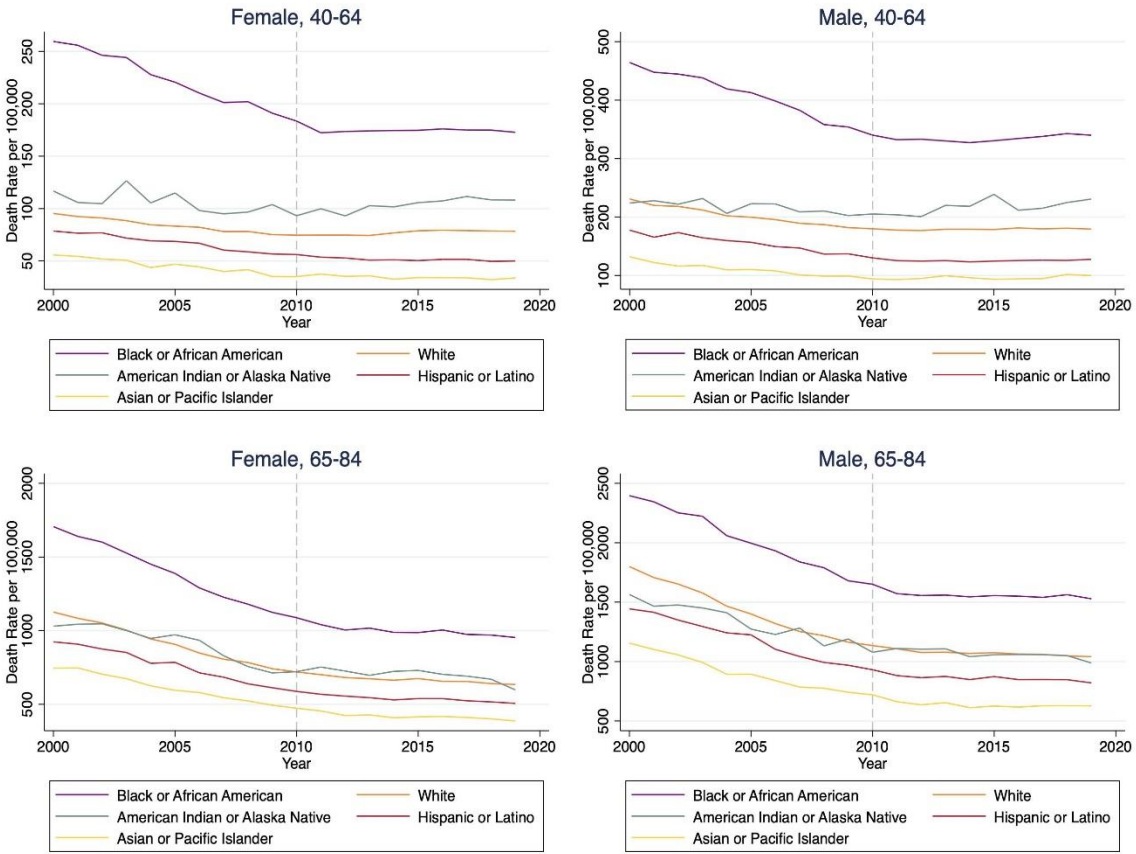 Female, 40-64
Death Rate per 100,000
250
200
150
100
50
2000
2005
2010
2015
2020
Year
Black or African American
White
American Indian or Alaska Native
Hispanic or Latino
Asian or Pacific Islander
Male, 40-64
Death Rate per 100,000
500
400
300
200
100
2000
2005
2010
2015
2020
Year
Black or African American
White
American Indian or Alaska Native
Hispanic or Latino
Asian or Pacific Islander
Female, 65-84
Death Rate per 100,000
2000
1500
1000
500
2000
2005
2010
2015
2020
Year
Black or African American
White
American Indian or Alaska Native
Hispanic or Latino
Asian or Pacific Islander
Male, 65-84
Death Rate per 100,000
2500
2000
1500
1000
500
2000
2005
2010
2015
2020
Year
Black or African American
White
American Indian or Alaska Native
Hispanic or Latino
Asian or Pacific Islander